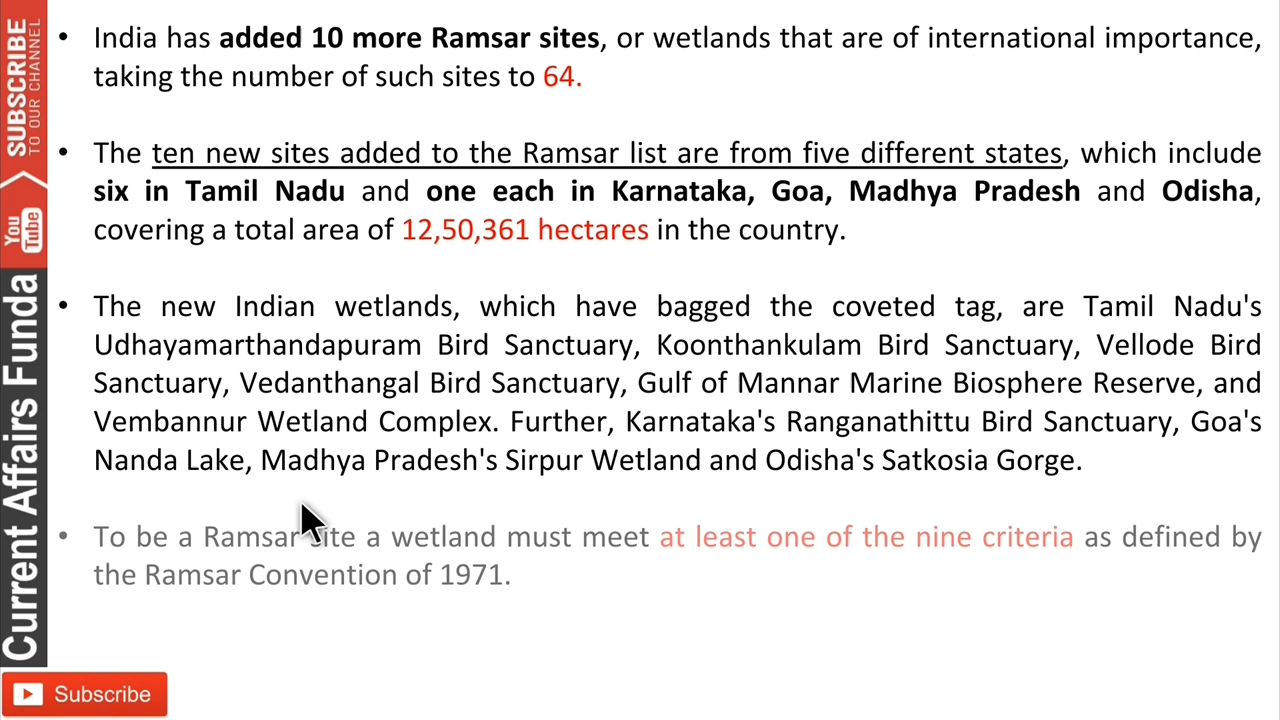 SUBSCRIBE
TO OUR CHANNEL
You
Tube
Current Affairs Funda
• India has added 10 more Ramsar sites, or wetlands that are of international importance,
taking the number of such sites to 64.
• The ten new sites added to the Ramsar list are from five different states, which include
six in Tamil Nadu and one each in Karnataka, Goa, Madhya Pradesh and Odisha,
covering a total area of 12,50,361 hectares in the country.
• The new Indian wetlands, which have bagged the coveted tag, are Tamil Nadu's
Udhayamarthandapuram Bird Sanctuary, Koonthankulam Bird Sanctuary, Vellode Bird
Sanctuary, Vedanthangal Bird Sanctuary, Gulf of Mannar Marine Biosphere Reserve, and
Vembannur Wetland Complex. Further, Karnataka's Ranganathittu Bird Sanctuary, Goa's
Nanda Lake, Madhya Pradesh's Sirpur Wetland and Odisha's Satkosia Gorge.
• To be a Ramsar site a wetland must meet at least one of the nine criteria as defined by
the Ramsar Convention of 1971.
Subscribe